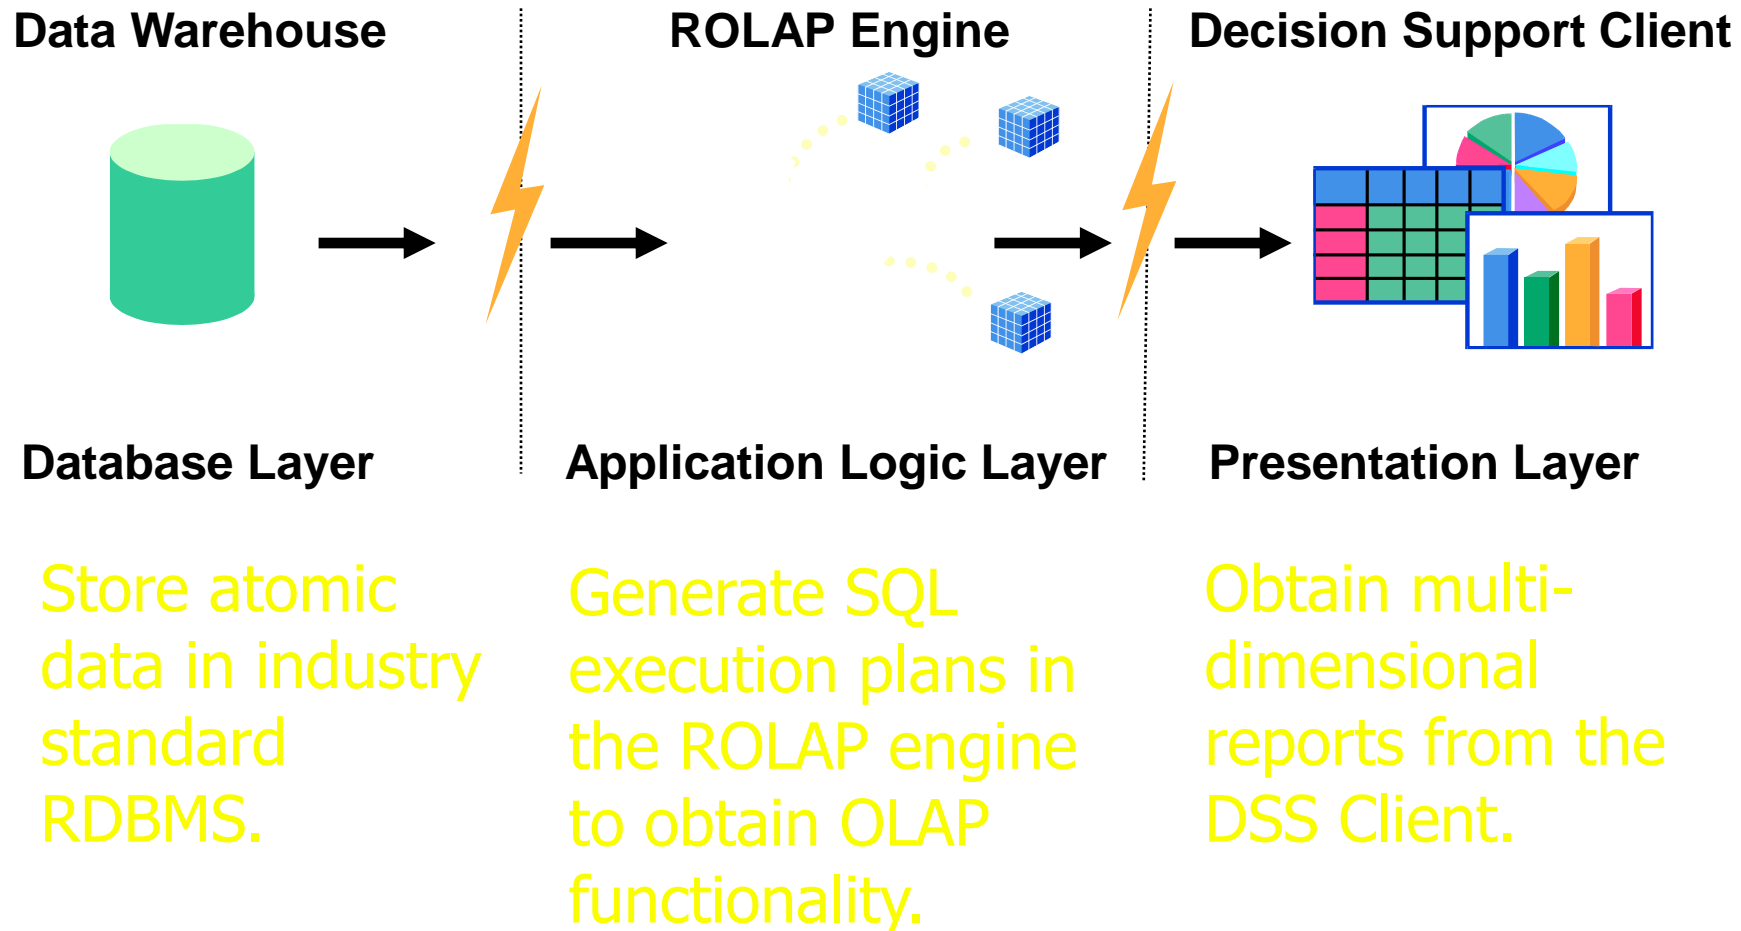 Data Warehouse
ROLAP Engine
Decision Support Client
Database Layer
Application Logic Layer
Presentation Layer
Store atomic
data in industry
standard
RDBMS.
Generate SQL
execution plans in
the ROLAP engine
to obtain OLAP
functionality.
Obtain multi-
dimensional
reports from the
DSS Client.